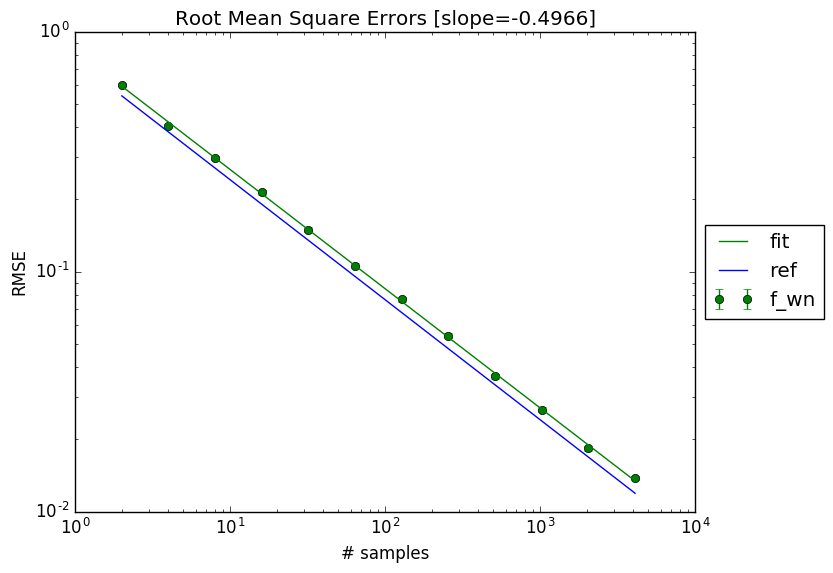 Root Mean Square Errors [slope=-0.4966]
10^0
10^-1
10^-2
RMSE
10^0 10^1 10^2 10^3 10^4
# samples
fit
ref
f_wn